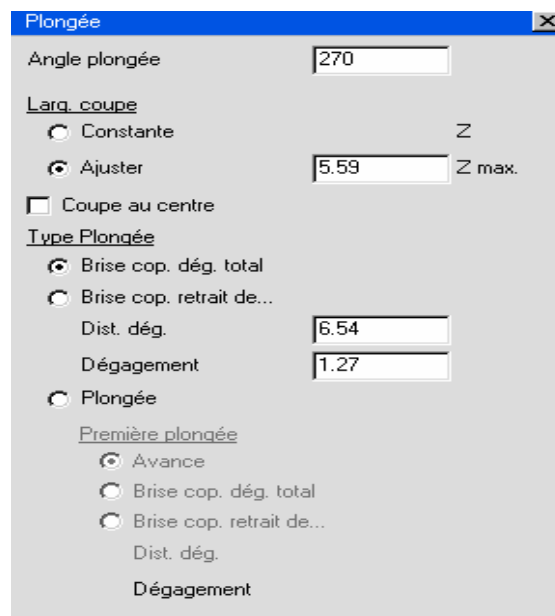 Plongée
Angle plongée 270
Larg. coupe
Constante Z
Ajuster 5.59 Z max.
Coupe au centre
Type Plongée
Brise cop. dég. total
Brise cop. retrait de...
Dist. dég. 6.54
Dégagement 1.27
Plongée
Première plongée
Avance
Brise cop. dég. total
Brise cop. retrait de...
Dist. dég.
Dégagement